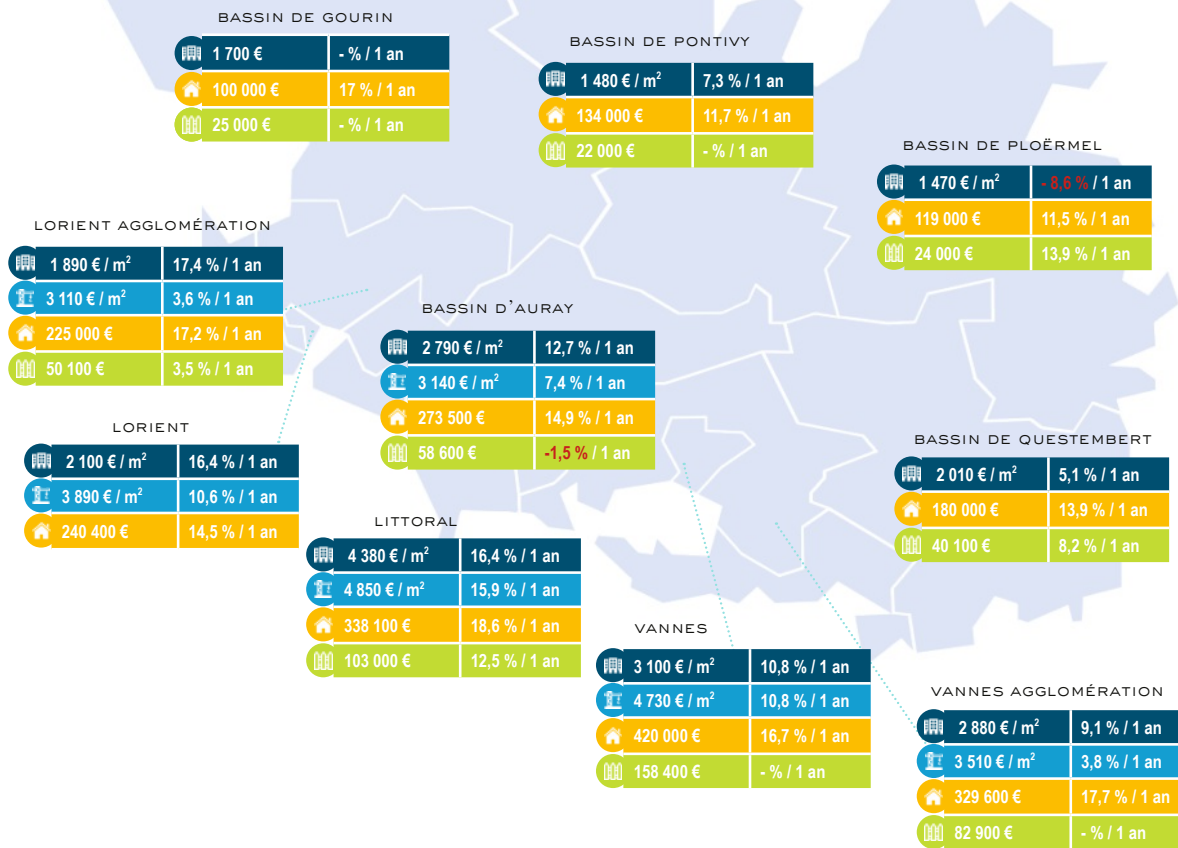 BASSIN DE GOURIN
1 700 € - % / 1 an
100 000 € 17 % / 1 an
25 000 € - % / 1 an
BASSIN DE PONTIVY
1 480 € / m² 7,3 % / 1 an
134 000 € 11,7 % / 1 an
22 000 € - % / 1 an
BASSIN DE PLOËRMEL
1 470 € / m² - 8,6 % / 1 an
119 000 € 11,5 % / 1 an
24 000 € 13,9 % / 1 an
LORIENT AGGLOMÉRATION
1 890 € / m² 17,4 % / 1 an
3 110 € / m² 3,6 % / 1 an
225 000 € 17,2 % / 1 an
50 100 € 3,5 % / 1 an
BASSIN D'AURAY
2 790 € / m² 12,7 % / 1 an
3 140 € / m² 7,4 % / 1 an
273 500 € 14,9 % / 1 an
58 600 € -1,5 % / 1 an
LORIENT
2 100 € / m² 16,4 % / 1 an
3 890 € / m² 10,6 % / 1 an
240 400 € 14,5 % / 1 an
BASSIN DE QUESTEMBERT
2 010 € / m² 5,1 % / 1 an
180 000 € 13,9 % / 1 an
40 100 € 8,2 % / 1 an
LITTORAL
4 380 € / m² 16,4 % / 1 an
4 850 € / m² 15,9 % / 1 an
338 100 € 18,6 % / 1 an
103 000 € 12,5 % / 1 an
VANNES
3 100 € / m² 10,8 % / 1 an
4 730 € / m² 10,8 % / 1 an
420 000 € 16,7 % / 1 an
158 400 € - % / 1 an
VANNES AGGLOMÉRATION
2 880 € / m² 9,1 % / 1 an
3 510 € / m² 3,8 % / 1 an
329 600 € 17,7 % / 1 an
82 900 € - % / 1 an